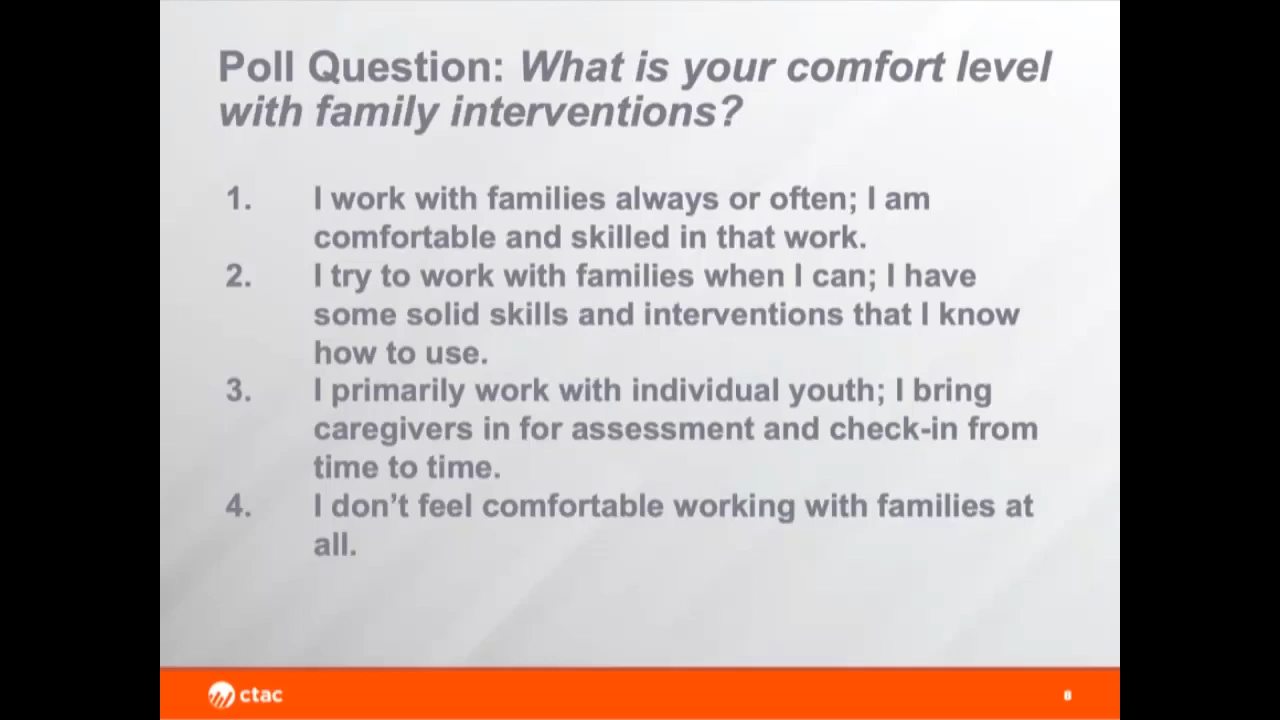 Poll Question: What is your comfort level
with family interventions?
1. I work with families always or often; I am
comfortable and skilled in that work.
2. I try to work with families when I can; I have
some solid skills and interventions that I know
how to use.
3. I primarily work with individual youth; I bring
caregivers in for assessment and check-in from
time to time.
4. I don’t feel comfortable working with families at
all.
ctac
8